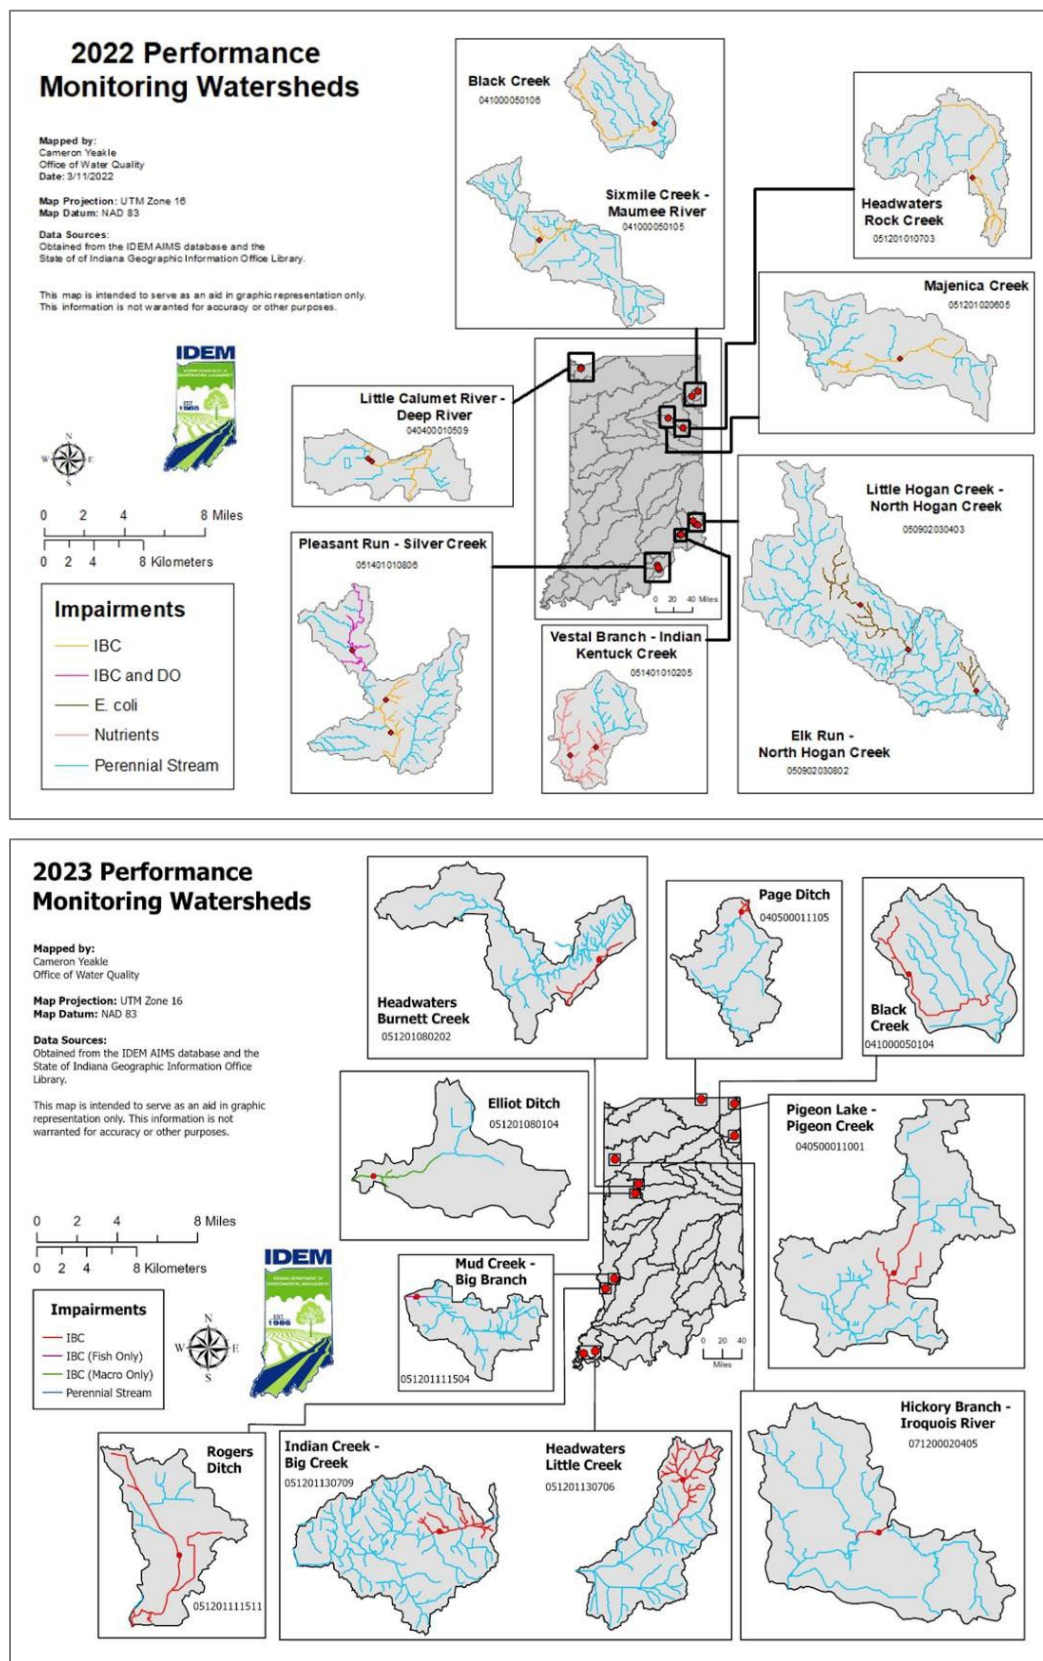 2022 Performance
Monitoring Watersheds
Mapped by:
Cameron Yeakle
Office of Water Quality
Date: 3/11/2022
Map Projection: UTM Zone 16
Map Datum: NAD 83
Data Sources:
Obtained from the IDEM AIMS database and the
State of of Indiana Geographic Information Office Library.
This map is intended to serve as an aid in graphic representation only.
This information is not waranted for accuracy or other purposes.
IDEM
EST.
1986
N
W E
S
0 2 4 8 Miles
0 2 4 8 Kilometers
Impairments
IBC
IBC and DO
E. coli
Nutrients
Perennial Stream
Black Creek
041000050106
Sixmile Creek -
Maumee River
041000050105
Headwaters
Rock Creek
051201010703
Majenica Creek
051201020605
Little Calumet River -
Deep River
040400010509
Pleasant Run - Silver Creek
051401010806
0 20 40 Miles
Vestal Branch - Indian
Kentuck Creek
051401010205
Little Hogan Creek -
North Hogan Creek
050902030403
Elk Run -
North Hogan Creek
050902030802
2023 Performance
Monitoring Watersheds
Mapped by:
Cameron Yeakle
Office of Water Quality
Map Projection: UTM Zone 16
Map Datum: NAD 83
Data Sources:
Obtained from the IDEM AIMS database and the
State of Indiana Geographic Information Office
Library.
This map is intended to serve as an aid in graphic
representation only. This information is not
warranted for accuracy or other purposes.
0 2 4 8 Miles
0 2 4 8 Kilometers
Impairments
IBC
IBC (Fish Only)
IBC (Macro Only)
Perennial Stream
N
W E
S
IDEM
INDIANA DEPARTMENT OF
ENVIRONMENTAL MANAGEMENT
EST.
1986
Headwaters
Burnett Creek
051201080202
Page Ditch
040500011105
Black
Creek
041000050104
Elliot Ditch
051201080104
Pigeon Lake -
Pigeon Creek
040500011001
Mud Creek -
Big Branch
051201111504
0 20 40
Miles
Rogers
Ditch
051201111511
Indian Creek -
Big Creek
051201130709
Headwaters
Little Creek
051201130706
Hickory Branch -
Iroquois River
071200020405